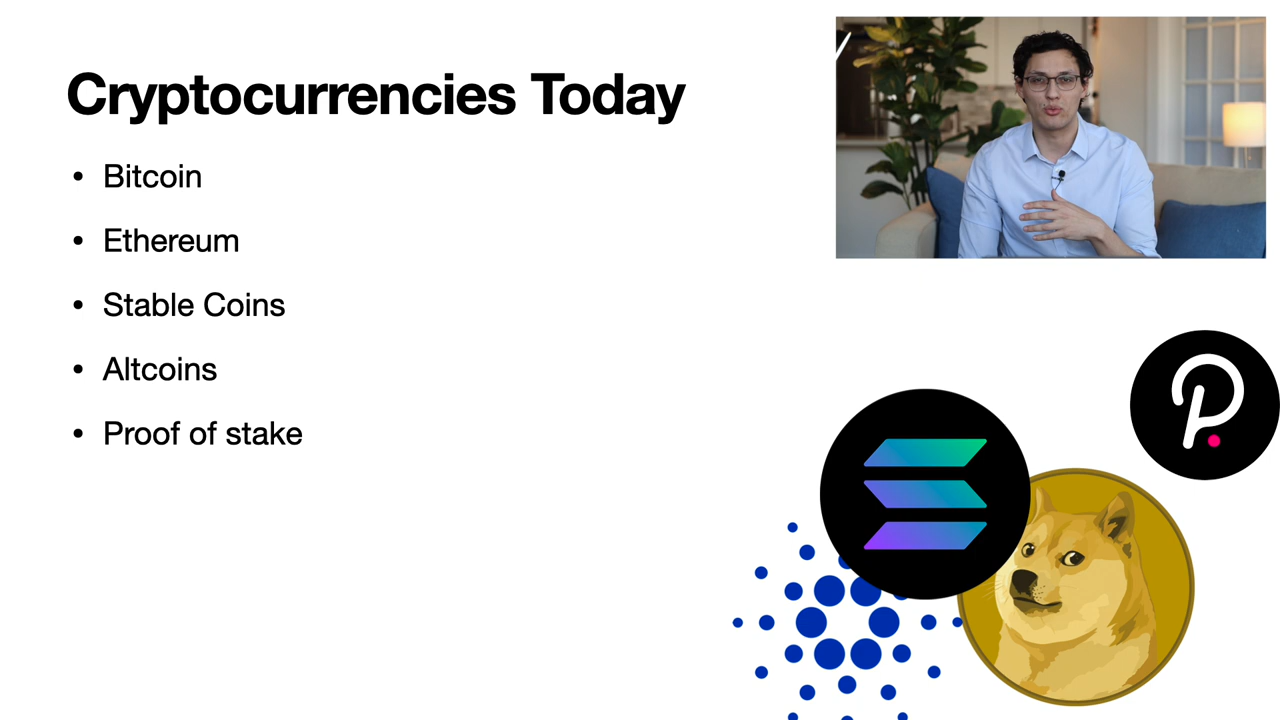 Cryptocurrencies Today
• Bitcoin
• Ethereum
• Stable Coins
• Altcoins
• Proof of stake